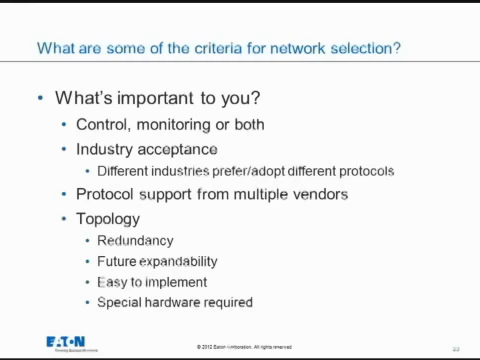 What are some of the criteria for network selection?
• What's important to you?
• Control, monitoring or both
• Industry acceptance
• Different industries prefer/adopt different protocols
• Protocol support from multiple vendors
• Topology
• Redundancy
• Future expandability
• Easy to implement
• Special hardware required
EATON
Powering Business Worldwide
© 2012 Eaton Corporation. All rights reserved